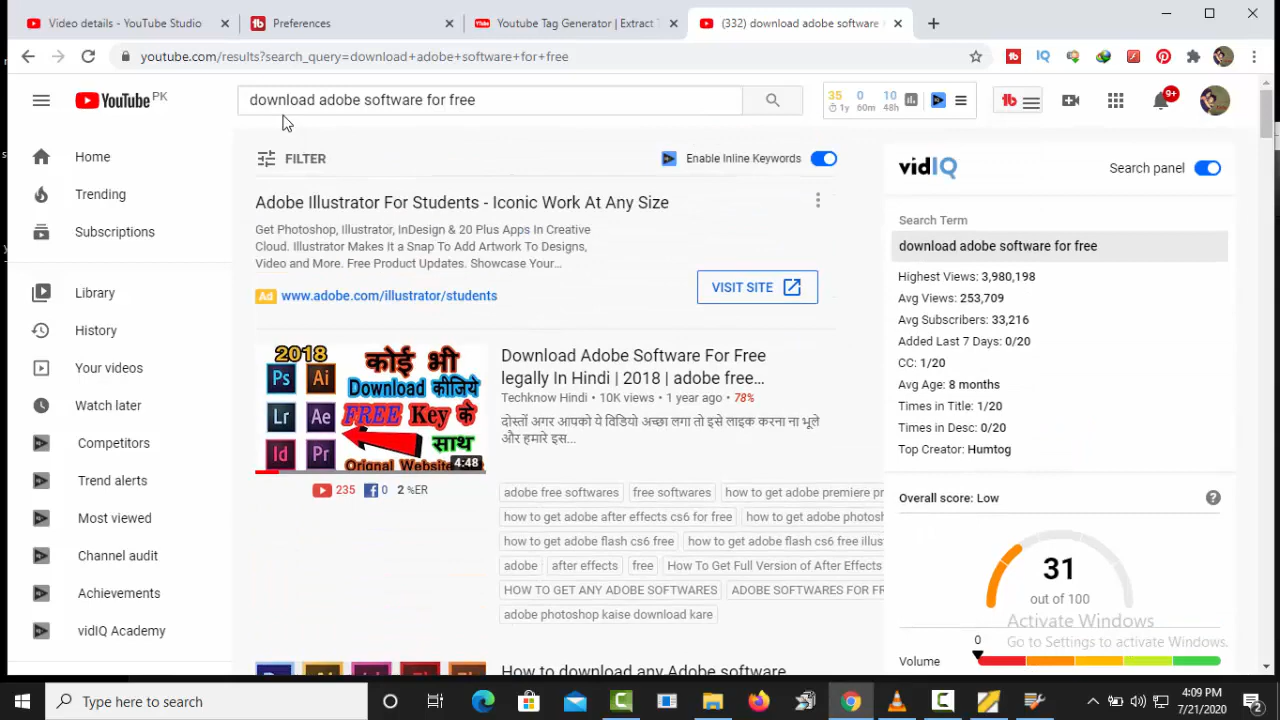 Video details - YouTube Studio
Preferences
Youtube Tag Generator | Extract
(332) download adobe software
youtube.com/results?search_query=download+adobe+software+for+free
YouTube PK
download adobe software for free
35 0 10
1y 60m 48h
9+
Home
Trending
Subscriptions
Library
History
Your videos
Watch later
Competitors
Trend alerts
Most viewed
Channel audit
Achievements
vidIQ Academy
FILTER
Enable Inline Keywords
Adobe Illustrator For Students - Iconic Work At Any Size
Get Photoshop, Illustrator, InDesign & 20 Plus Apps In Creative
Cloud. Illustrator Makes it a Snap To Add Artwork To Designs,
Video and More. Free Product Updates. Showcase Your...
Ad www.adobe.com/illustrator/students
VISIT SITE
2018
Ps Ai
Lr Ae
Id Pr
कोई भी
Download कीजिये
FREE Key के
साथ
Orignal Website
4:48
Download Adobe Software For Free
legally In Hindi | 2018 | adobe free...
Techknow Hindi • 10K views • 1 year ago • 78%
दोस्तों अगर आपको ये विडियो अच्छा लगा तो इसे लाइक करना ना भूले
और हमारे इस...
235 0 2 %ER
adobe free softwares free softwares how to get adobe premiere pr
how to get adobe after effects cs6 for free how to get adobe photosh
how to get adobe flash cs6 free how to get adobe flash cs6 free illus
adobe after effects free How To Get Full Version of After Effects
HOW TO GET ANY ADOBE SOFTWARES ADOBE SOFTWARES FOR FR
adobe photoshop kaise download kare
How to download any Adobe software
vidIQ
Search panel
Search Term
download adobe software for free
Highest Views: 3,980,198
Avg Views: 253,709
Avg Subscribers: 33,216
Added Last 7 Days: 0/20
CC: 1/20
Avg Age: 8 months
Times in Title: 1/20
Times in Desc: 0/20
Top Creator: Humtog
Overall score: Low
31
out of 100
Activate Windows
Go to Settings to activate Windows.
0
Volume
Type here to search
4:09 PM
7/21/2020
2